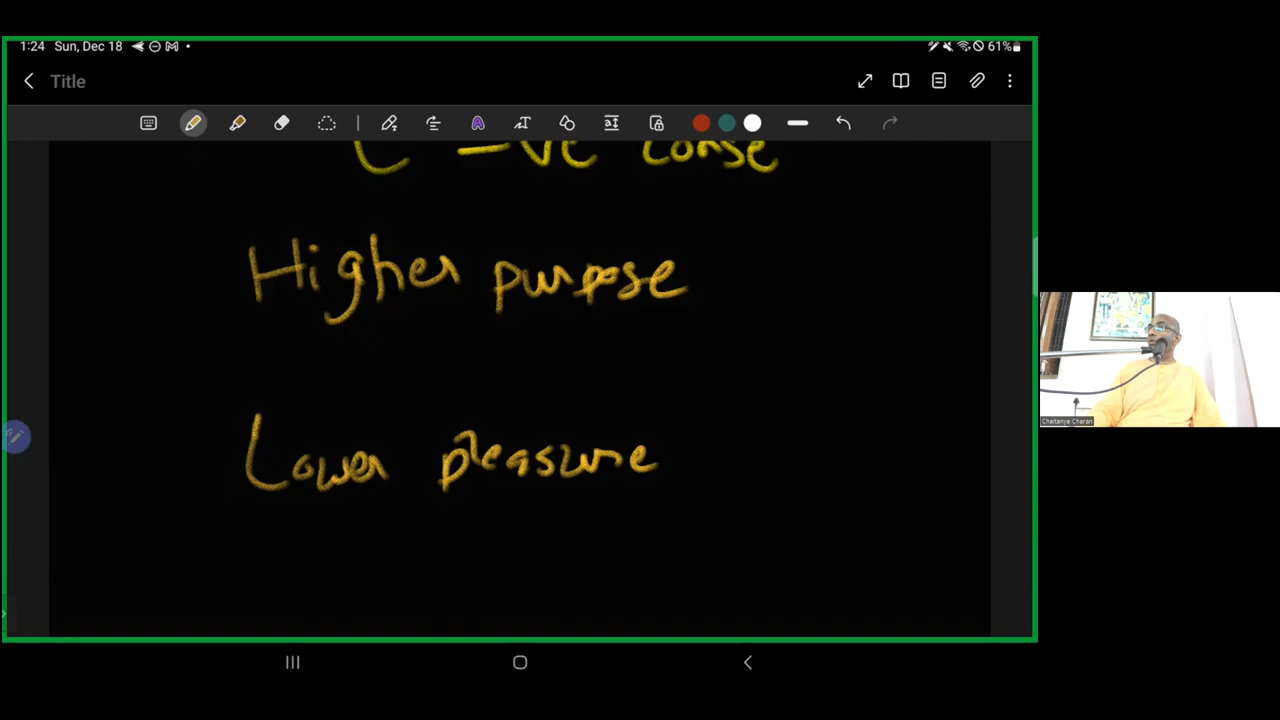 1:24 Sun, Dec 18 61%
Title
-ve conse
Higher purpose
Lower pleasure
Chaitanya Charan